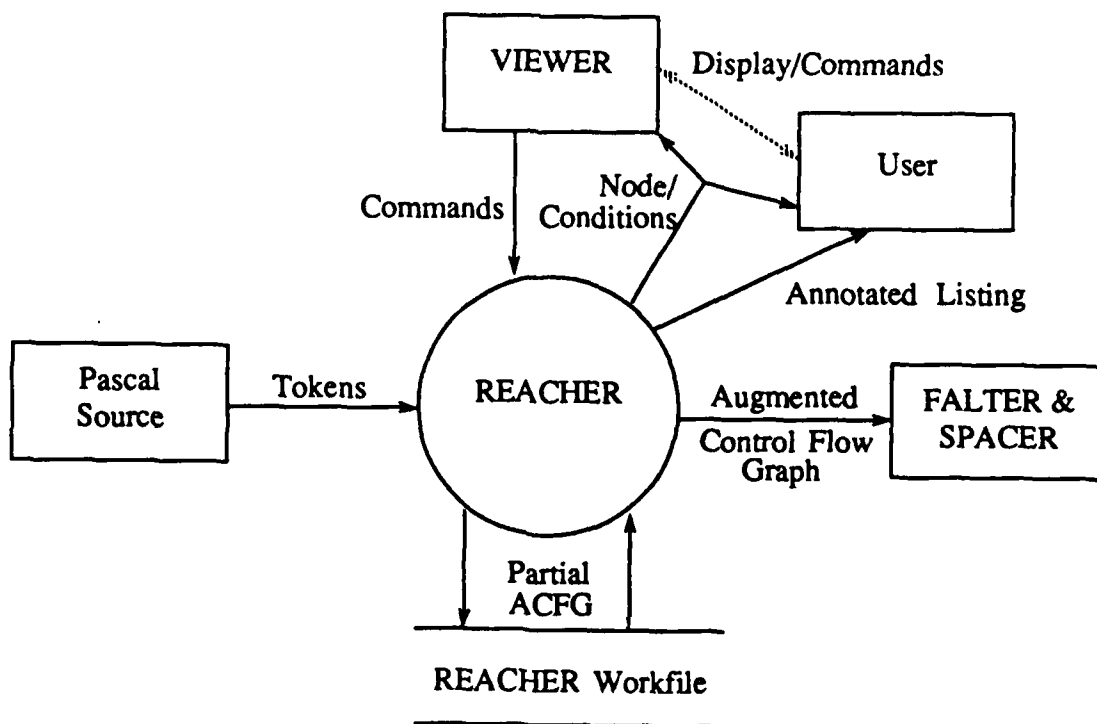 VIEWER
Display/Commands
User
Commands
Node/
Conditions
Annotated Listing
Pascal
Source
Tokens
REACHER
Augmented
Control Flow
Graph
FALTER &
SPACER
Partial
ACFG
REACHER Workfile